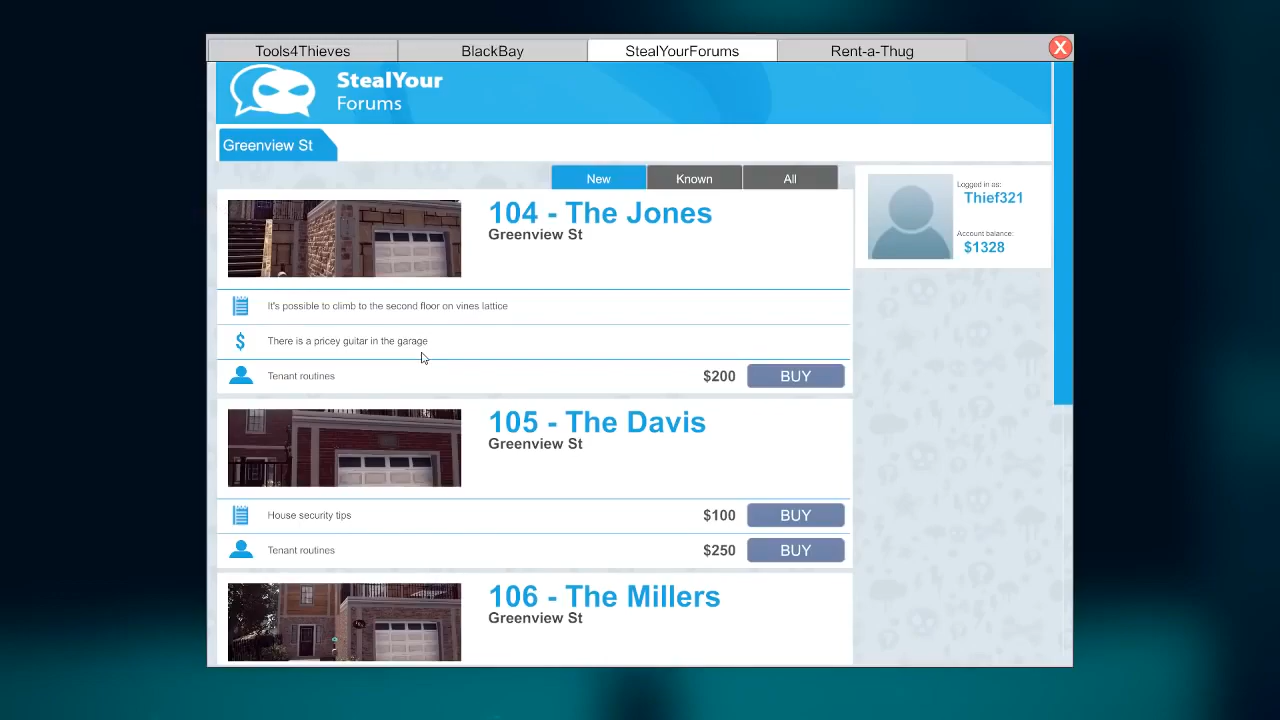 Tools4Thieves
BlackBay
StealYourForums
Rent-a-Thug
X
StealYour
Forums
Greenview St
New
Known
All
Logged in as:
Thief321
Account balance:
$1328
104 - The Jones
Greenview St
It's possible to climb to the second floor on vines lattice
There is a pricey guitar in the garage
Tenant routines $200 BUY
105 - The Davis
Greenview St
House security tips $100 BUY
Tenant routines $250 BUY
106 - The Millers
Greenview St